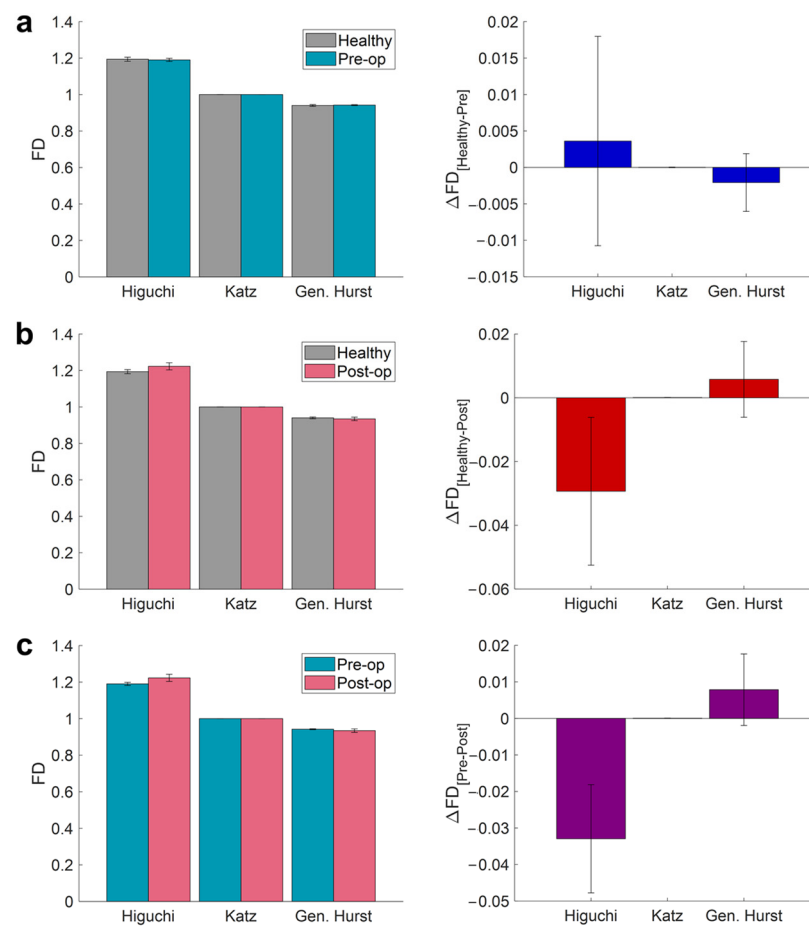 a
1.4
1.2
1
0.8
0.6
0.4
0.2
0
FD
Healthy
Pre-op
Higuchi Katz Gen. Hurst
0.02
0.015
0.01
0.005
0
−0.005
−0.01
−0.015
ΔFD[Healthy-Pre]
Higuchi Katz Gen. Hurst
b
1.4
1.2
1
0.8
0.6
0.4
0.2
0
FD
Healthy
Post-op
Higuchi Katz Gen. Hurst
0.02
0
−0.02
−0.04
−0.06
ΔFD[Healthy-Post]
Higuchi Katz Gen. Hurst
c
1.4
1.2
1
0.8
0.6
0.4
0.2
0
FD
Pre-op
Post-op
Higuchi Katz Gen. Hurst
0.02
0.01
0
−0.01
−0.02
−0.03
−0.04
−0.05
ΔFD[Pre-Post]
Higuchi Katz Gen. Hurst